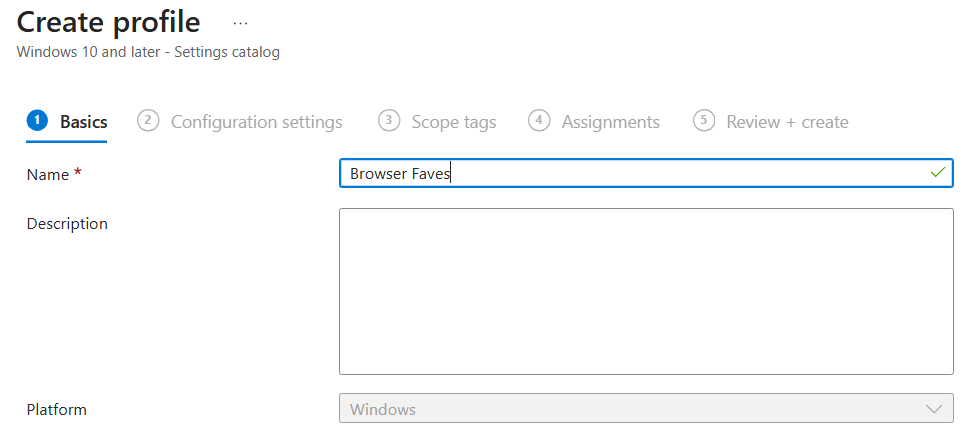 Create profile ...
Windows 10 and later - Settings catalog
1 Basics 2 Configuration settings 3 Scope tags 4 Assignments 5 Review + create
Name * Browser Faves
Description
Platform Windows